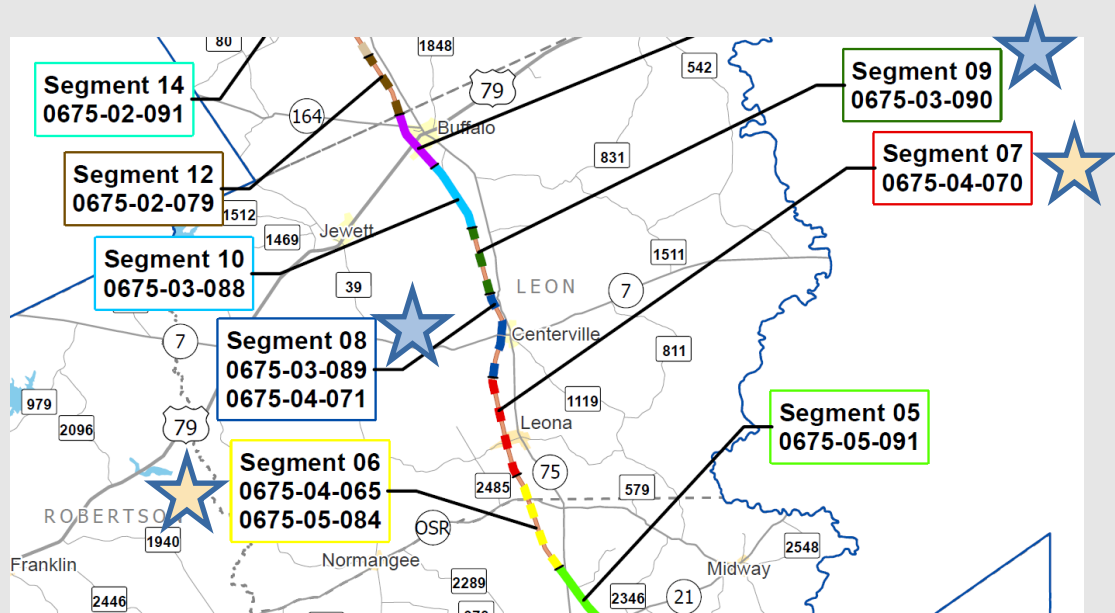 80
1848
542
Segment 14
0675-02-091
Segment 09
0675-03-090
79
164
Buffalo
831
Segment 07
0675-04-070
Segment 12
0675-02-079
1512
1469
Jewett
1511
Segment 10
0675-03-088
39
LEON
7
Centerville
7
Segment 08
0675-03-089
0675-04-071
811
979
1119
2096
79
Leona
Segment 05
0675-05-091
Segment 06
0675-04-065
0675-05-084
75
2485
579
ROBERTSO
OSR
1940
2548
Franklin
Normangee
Midway
2289
2446
2346
21